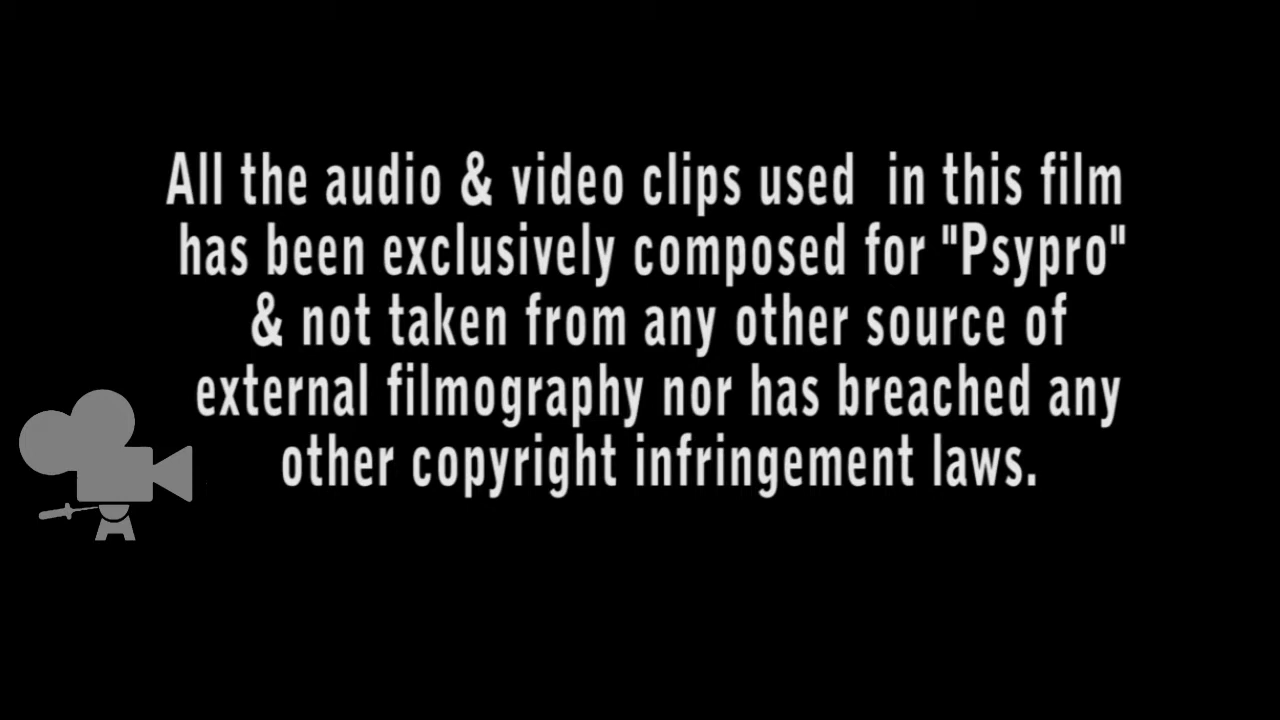 All the audio & video clips used in this film
has been exclusively composed for "Psypro"
& not taken from any other source of
external filmography nor has breached any
other copyright infringement laws.